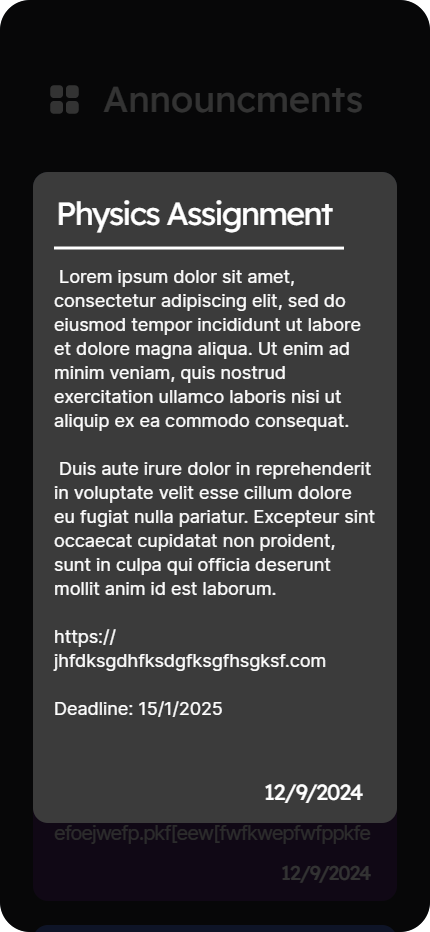 Announcments
Physics Assignment
Lorem ipsum dolor sit amet,
consectetur adipiscing elit, sed do
eiusmod tempor incididunt ut labore
et dolore magna aliqua. Ut enim ad
minim veniam, quis nostrud
exercitation ullamco laboris nisi ut
aliquip ex ea commodo consequat.
Duis aute irure dolor in reprehenderit
in voluptate velit esse cillum dolore
eu fugiat nulla pariatur. Excepteur sint
occaecat cupidatat non proident,
sunt in culpa qui officia deserunt
mollit anim id est laborum.
https://
jhfdksgdhfksdgfksgfhsgksf.com
Deadline: 15/1/2025
12/9/2024
efoejwefp.pkf[eew[fwfkwepfwfppkfe
12/9/2024